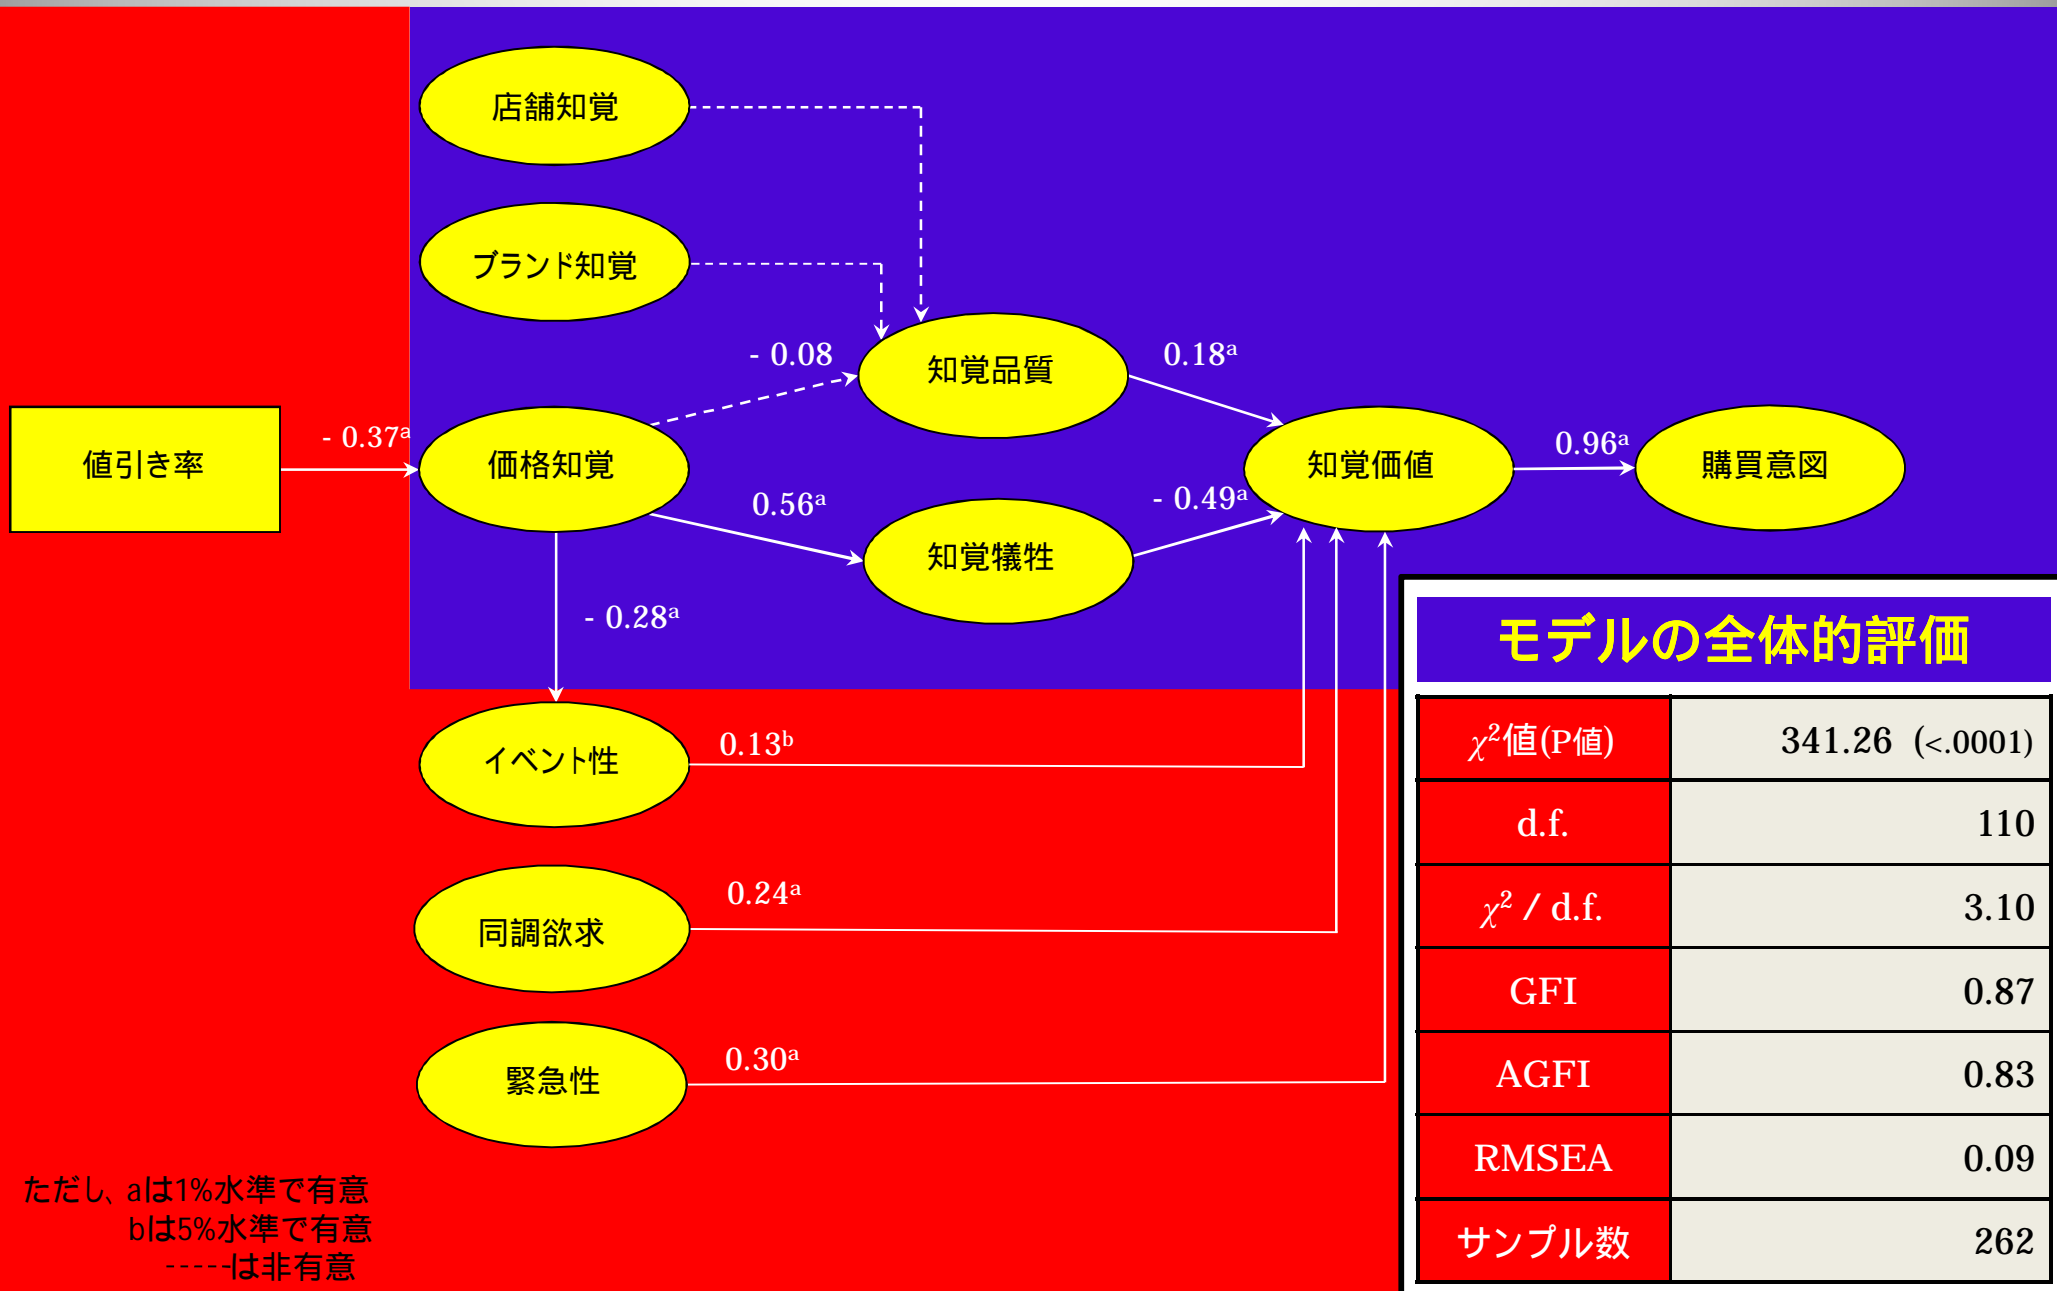 店舗知覚
ブランド知覚
- 0.08
知覚品質
0.18a
値引き率
- 0.37a
価格知覚
0.56a
知覚犠牲
- 0.49a
知覚価値
0.96a
購買意図
- 0.28a
イベント性
0.13b
同調欲求
0.24a
緊急性
0.30a
ただし、aは1%水準で有意
bは5%水準で有意
-----は非有意
モデルの全体的評価
χ²値(P値) 341.26 (<.0001)
d.f. 110
χ² / d.f. 3.10
GFI 0.87
AGFI 0.83
RMSEA 0.09
サンプル数 262